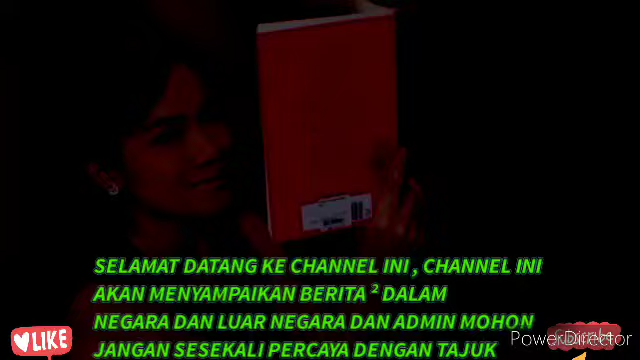 SELAMAT DATANG KE CHANNEL INI , CHANNEL INI
AKAN MENYAMPAIKAN BERITA ² DALAM
NEGARA DAN LUAR NEGARA DAN ADMIN MOHON
JANGAN SESEKALI PERCAYA DENGAN TAJUK
LIKE
PowerDirector